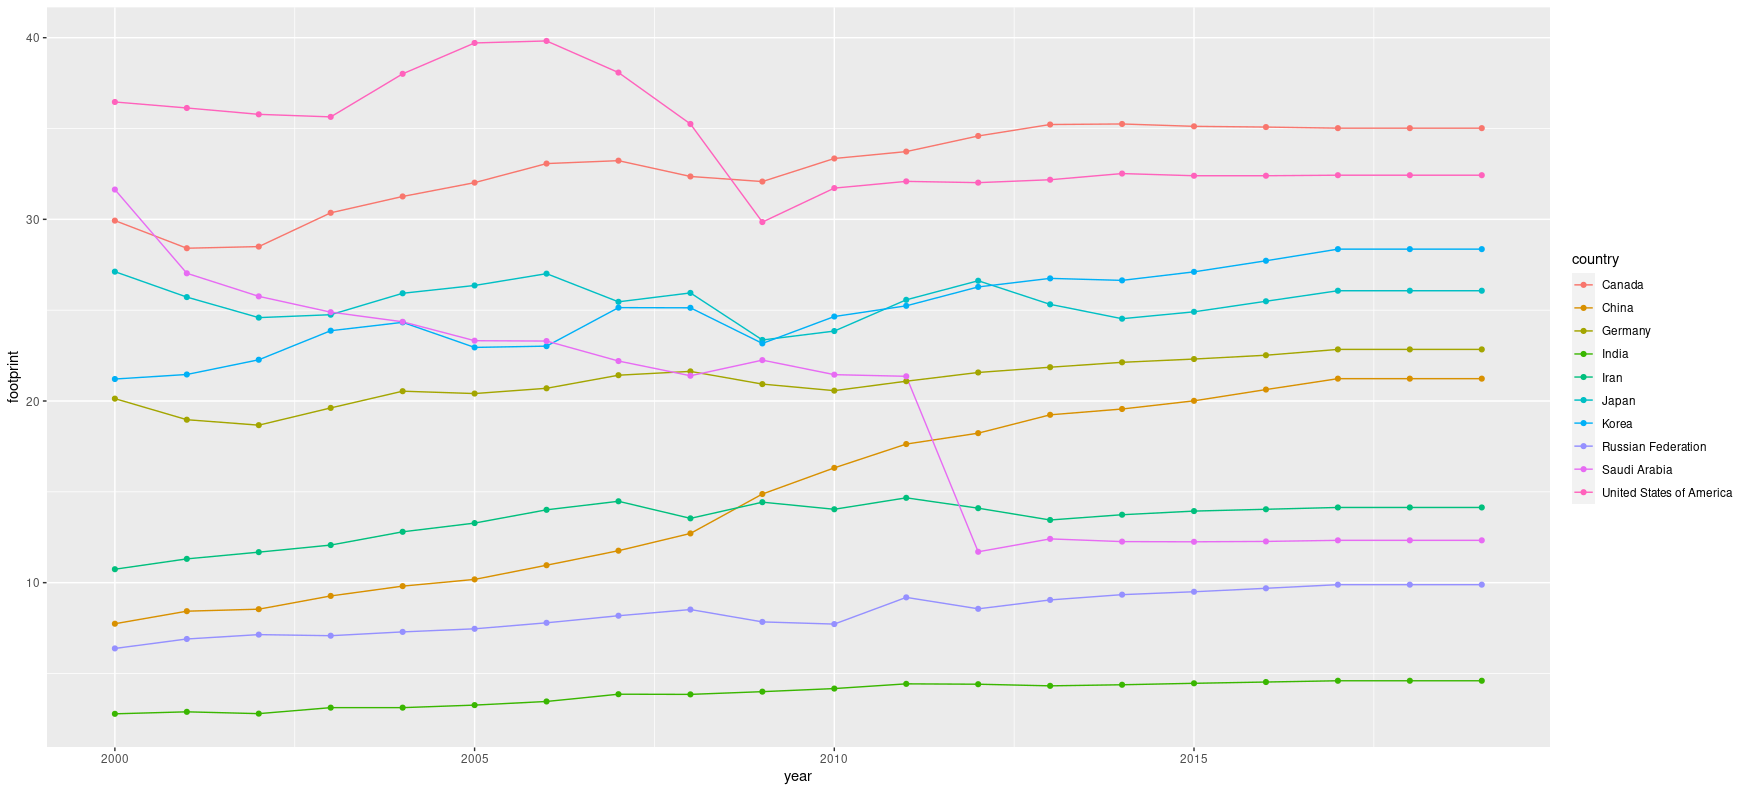 40
30
20
10
footprint
2000
2005
2010
2015
year
country
Canada
China
Germany
India
Iran
Japan
Korea
Russian Federation
Saudi Arabia
United States of America